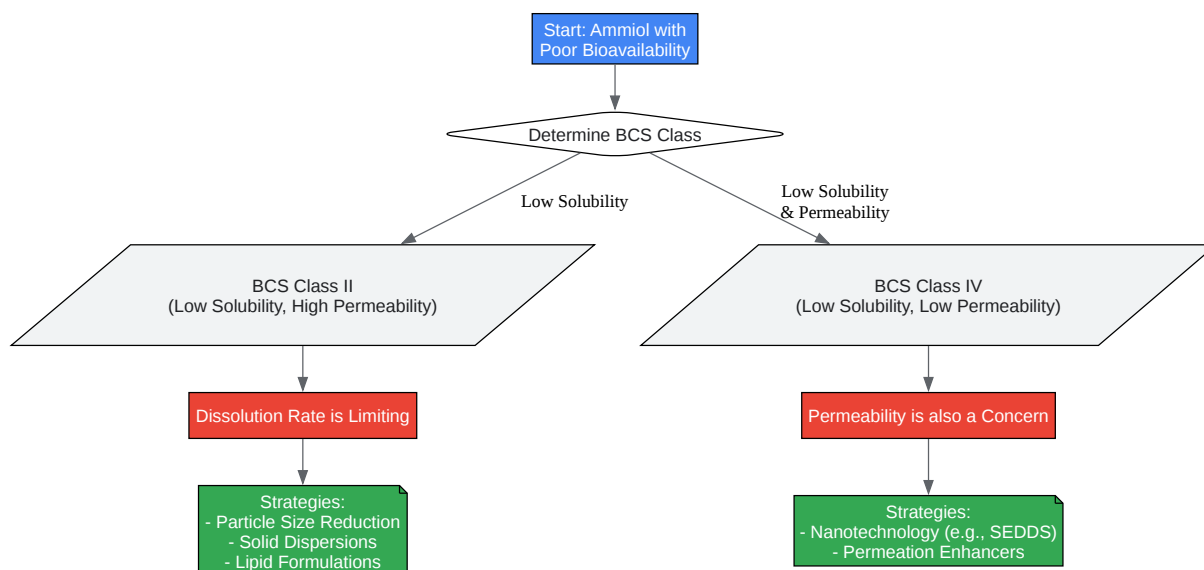 Start: Ammiol with
Poor Bioavailability
Determine BCS Class
Low Solubility
Low Solubility
& Permeability
BCS Class II
(Low Solubility, High Permeability)
BCS Class IV
(Low Solubility, Low Permeability)
Dissolution Rate is Limiting
Permeability is also a Concern
Strategies:
- Particle Size Reduction
- Solid Dispersions
- Lipid Formulations
Strategies:
- Nanotechnology (e.g., SEDDS)
- Permeation Enhancers